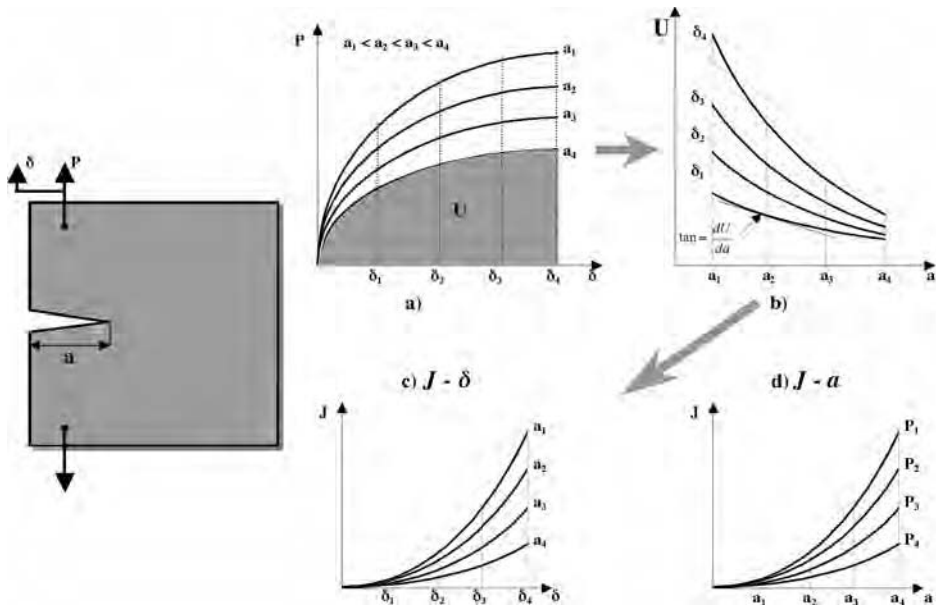 δ P
a
P
a₁ < a₂ < a₃ < a₄
a₁
a₂
a₃
a₄
U
δ₁ δ₂ δ₃ δ₄ δ
a)
U
δ₄
δ₃
δ₂
δ₁
tan = dU/da
a₁ a₂ a₃ a₄ a
b)
c) J - δ
J
a₁
a₂
a₃
a₄
δ₁ δ₂ δ₃ δ₄ δ
d) J - a
J
P₁
P₂
P₃
P₄
a₁ a₂ a₃ a₄ a